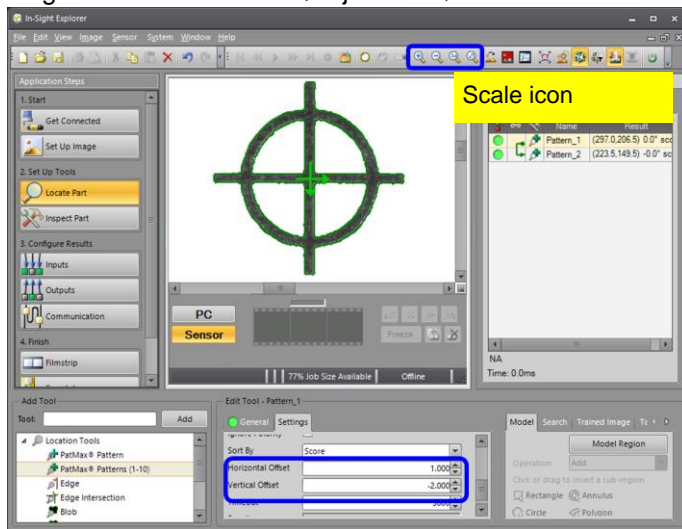 In-Sight Explorer
File Edit View Image Sensor System Window Help
Scale icon
Application Steps
1. Start
Get Connected
Set Up Image
2. Set Up Tools
Locate Part
Inspect Part
3. Configure Results
Inputs
Outputs
Communication
4. Finish
Filmstrip
Name Result
Pattern_1 (297.0,206.5) 0.0° sco
Pattern_2 (223.5,149.5) -0.0° sc
PC
Sensor
Freeze
77% Job Size Available Offline
NA
Time: 0.0ms
Add Tool
Tool: Add
Location Tools
PatMax® Pattern
PatMax® Patterns (1-10)
Edge
Edge Intersection
Blob
Edit Tool - Pattern_1
General Settings
Sort By Score
Horizontal Offset 1.000
Vertical Offset -2.000
Model Search Trained Image
Model Region
Operation Add
Click or drag to insert a sub-region
Rectangle Annulus
Circle Polygon